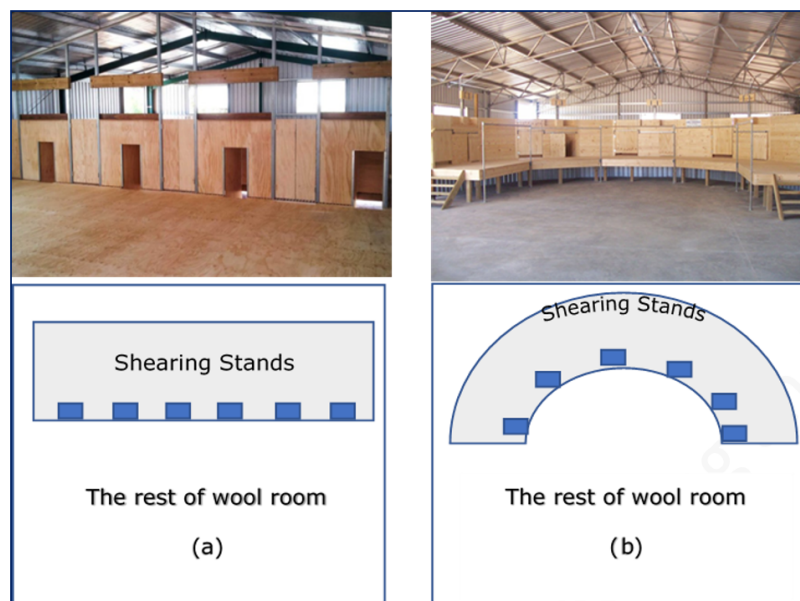 Shearing Stands
The rest of wool room
(a)
Shearing Stands
The rest of wool room
(b)